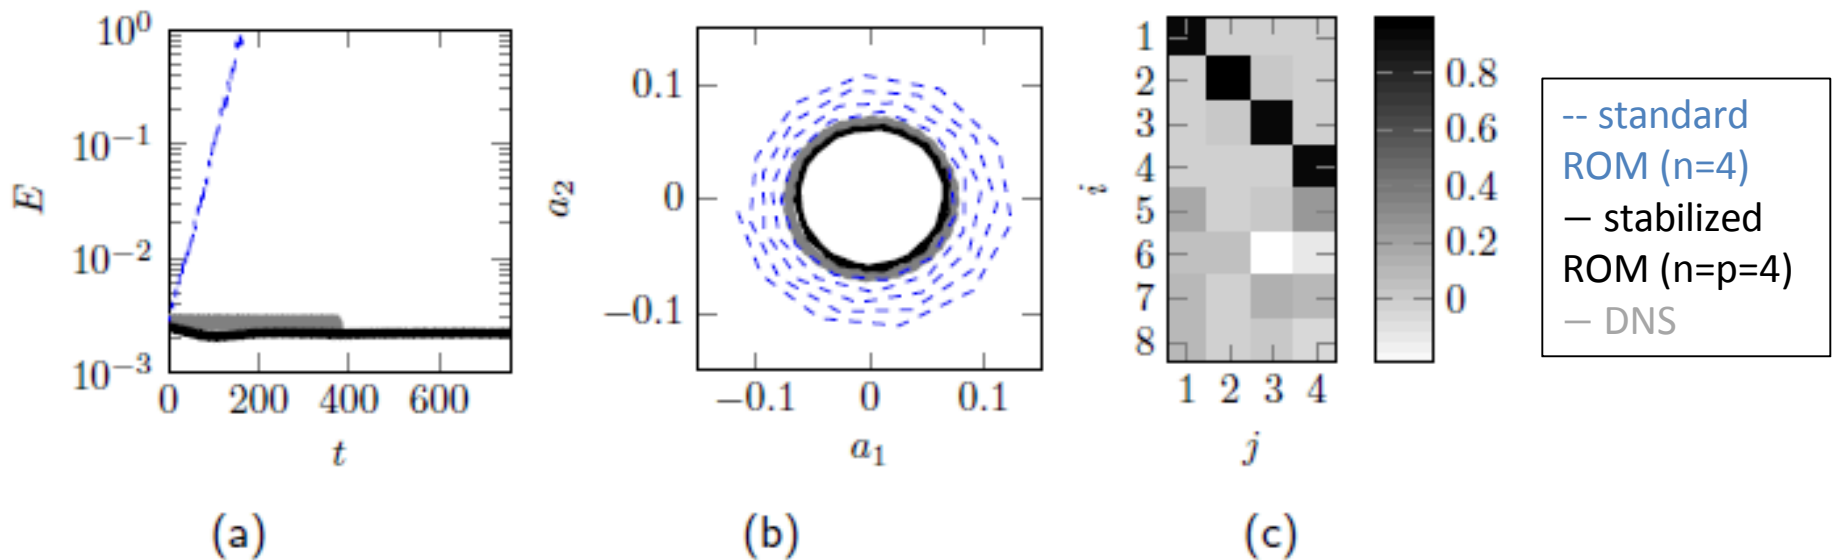 10^0
10^{-1}
10^{-2}
10^{-3}
E
0 200 400 600
t
(a)
0.1
0
−0.1
a_2
−0.1 0 0.1
a_1
(b)
1
2
3
4
5
6
7
8
i
1 2 3 4
j
0.8
0.6
0.4
0.2
0
(c)
-- standard
ROM (n=4)
— stabilized
ROM (n=p=4)
— DNS